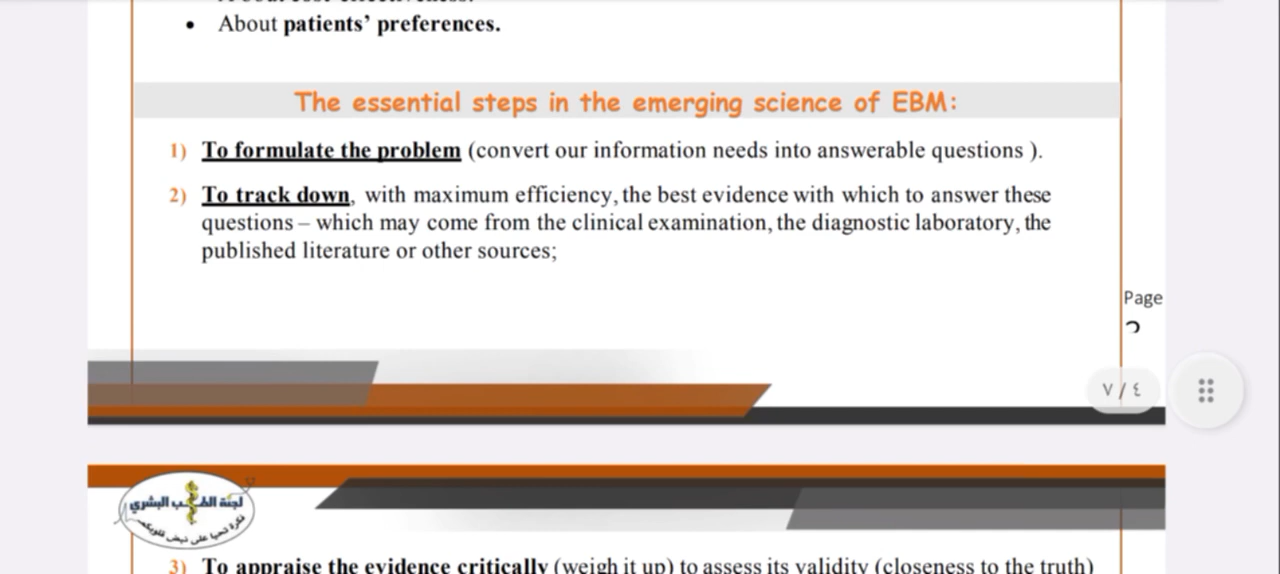 • About patients’ preferences.
The essential steps in the emerging science of EBM:
1) To formulate the problem (convert our information needs into answerable questions ).
2) To track down, with maximum efficiency, the best evidence with which to answer these
questions – which may come from the clinical examination, the diagnostic laboratory, the
published literature or other sources;
Page
٧ / ٤
لجنة الطب البشري
3) To appraise the evidence critically (weigh it up) to assess its validity (closeness to the truth)